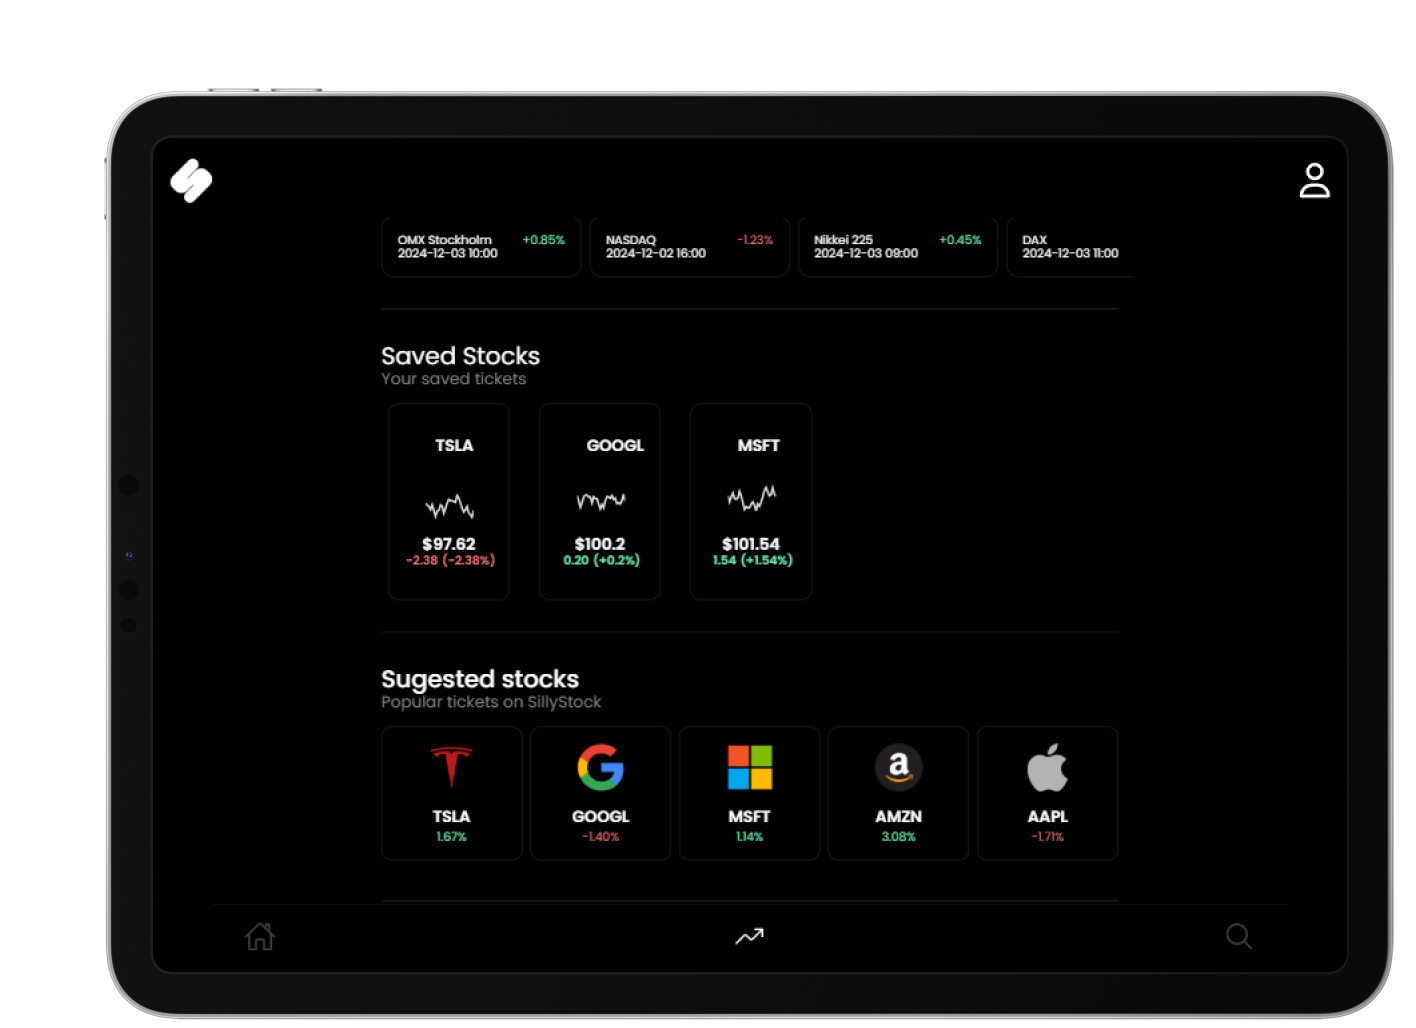 OMX Stockholm +0.85%
2024-12-03 10:00
NASDAQ -1.23%
2024-12-02 16:00
Nikkei 225 +0.45%
2024-12-03 09:00
DAX
2024-12-03 11:00
Saved Stocks
Your saved tickets
TSLA
$97.62
-2.38 (-2.38%)
GOOGL
$100.2
0.20 (+0.2%)
MSFT
$101.54
1.54 (+1.54%)
Sugested stocks
Popular tickets on SillyStock
TSLA
1.67%
GOOGL
-1.40%
MSFT
1.14%
a
AMZN
3.08%
AAPL
-1.71%